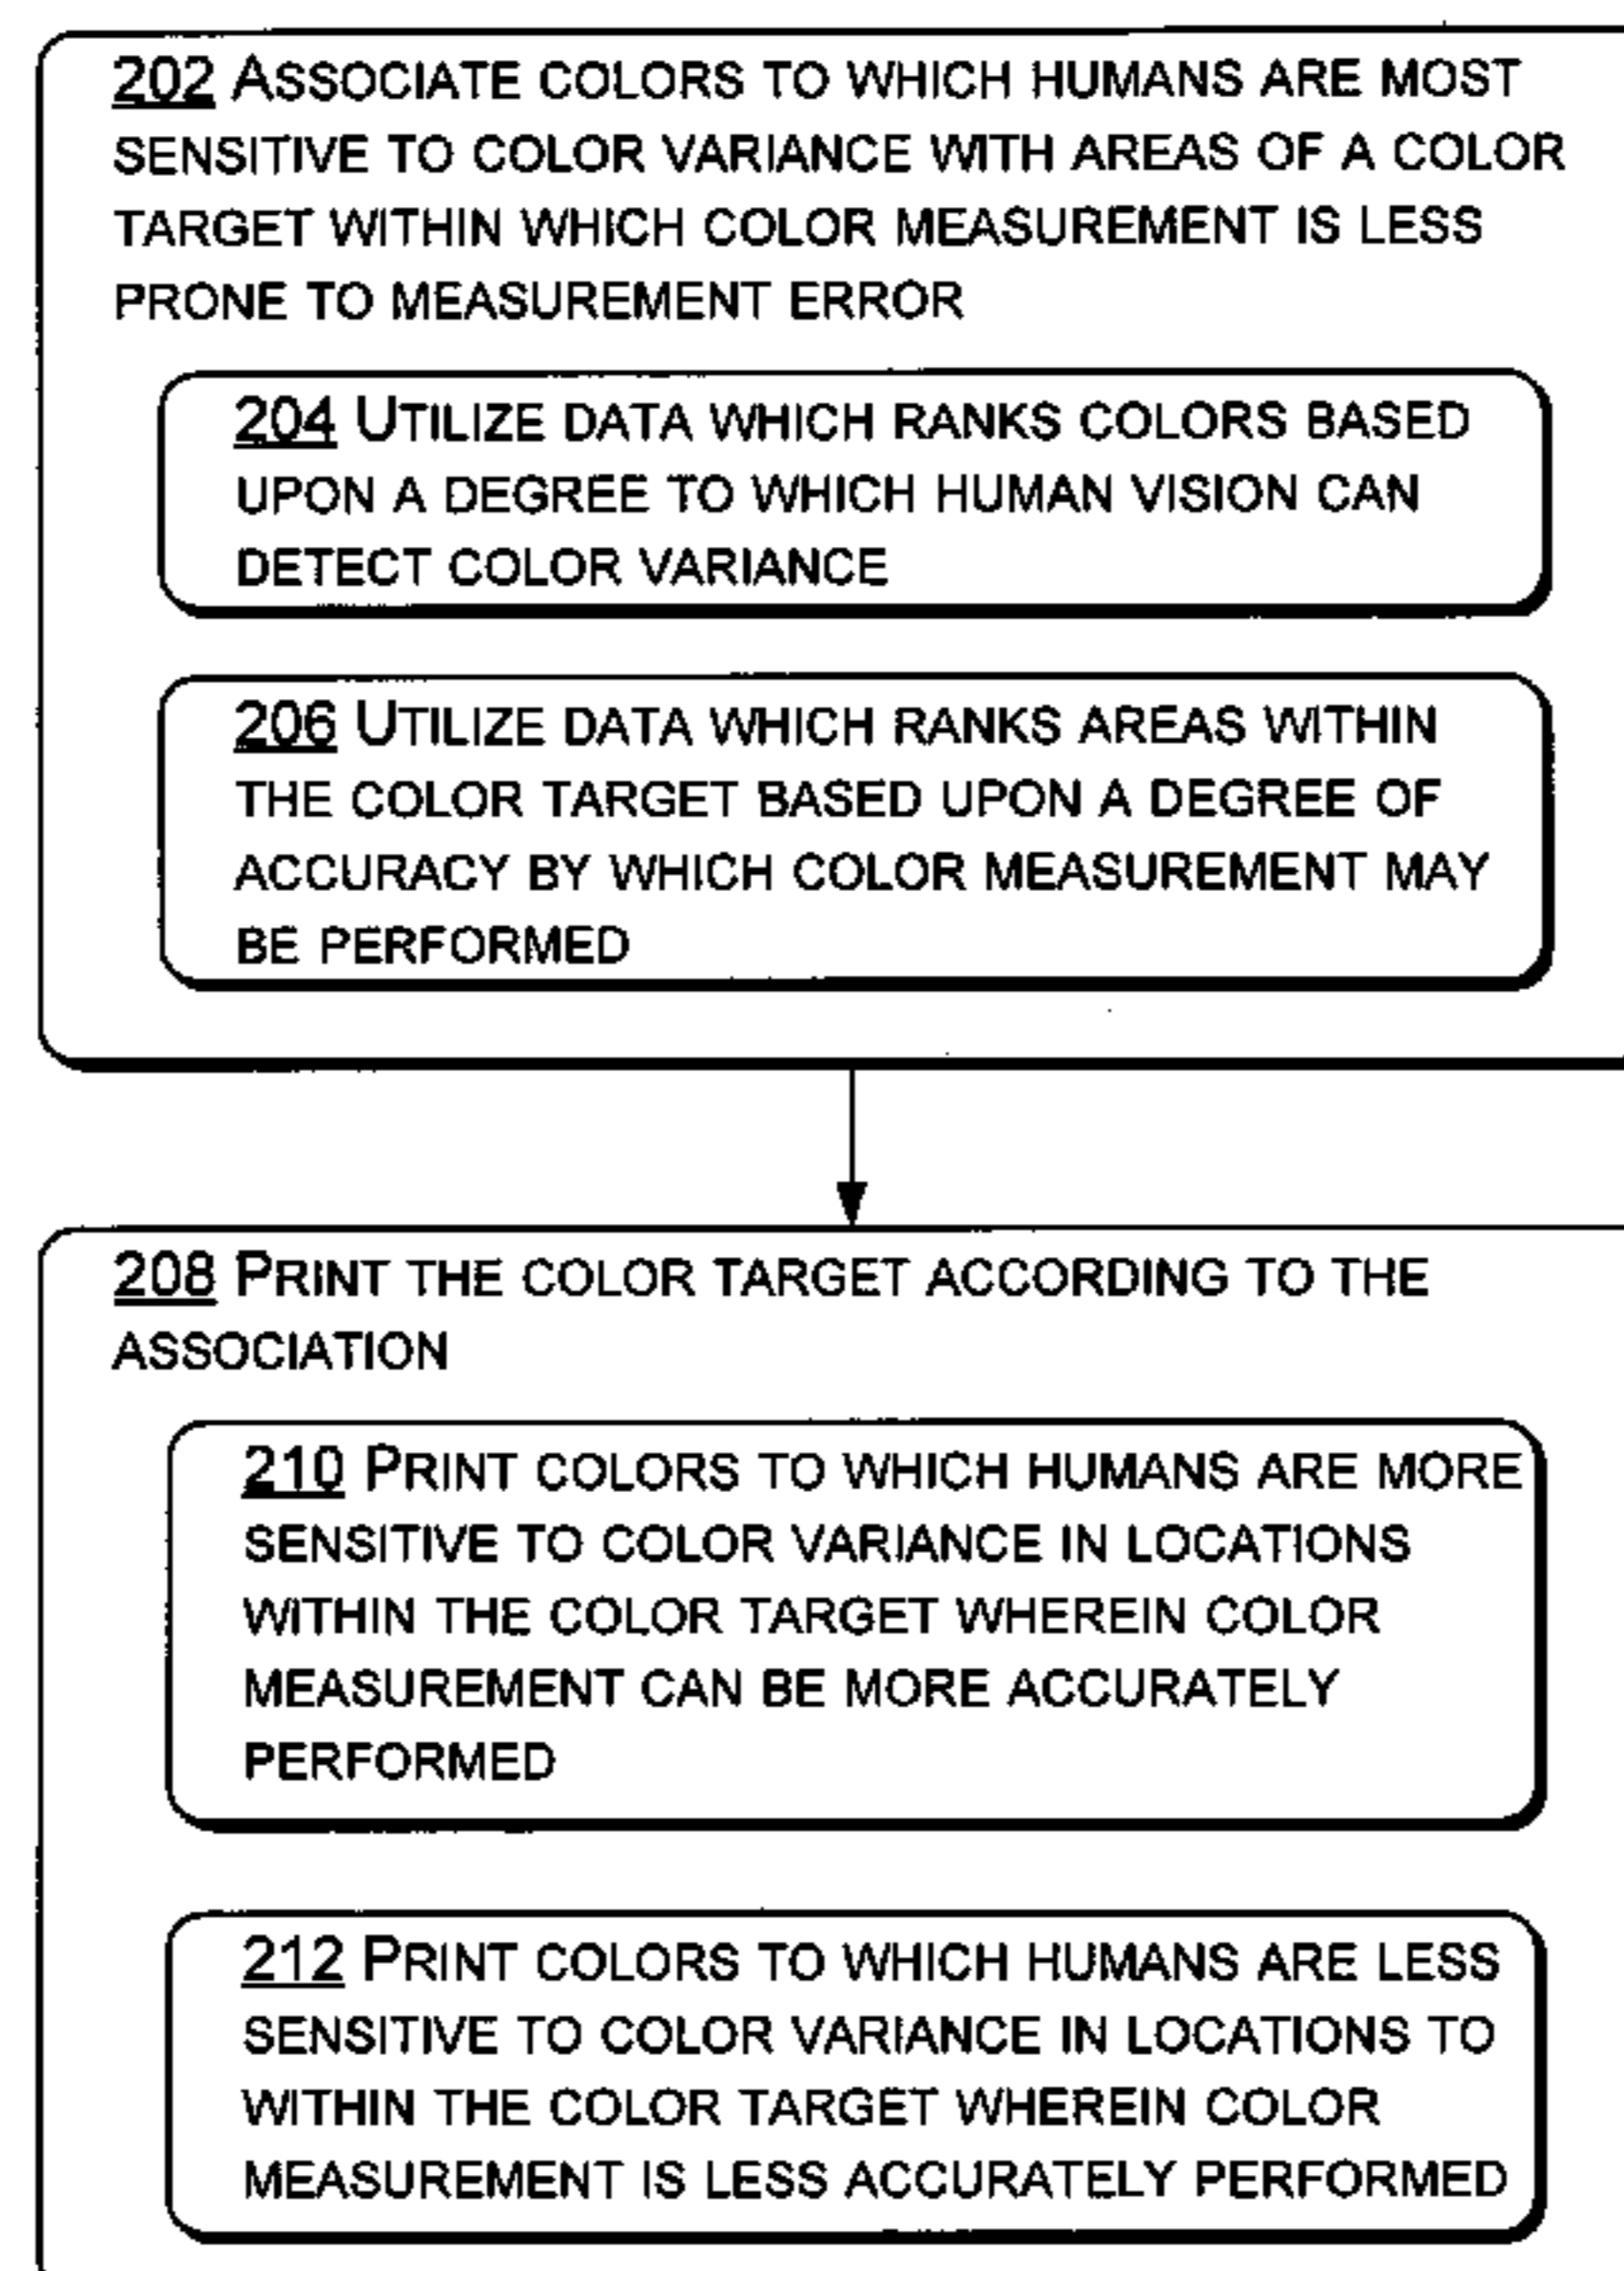 202 ASSOCIATE COLORS TO WHICH HUMANS ARE MOST
SENSITIVE TO COLOR VARIANCE WITH AREAS OF A COLOR
TARGET WITHIN WHICH COLOR MEASUREMENT IS LESS
PRONE TO MEASUREMENT ERROR
204 UTILIZE DATA WHICH RANKS COLORS BASED
UPON A DEGREE TO WHICH HUMAN VISION CAN
DETECT COLOR VARIANCE
206 UTILIZE DATA WHICH RANKS AREAS WITHIN
THE COLOR TARGET BASED UPON A DEGREE OF
ACCURACY BY WHICH COLOR MEASUREMENT MAY
BE PERFORMED
208 PRINT THE COLOR TARGET ACCORDING TO THE
ASSOCIATION
210 PRINT COLORS TO WHICH HUMANS ARE MORE
SENSITIVE TO COLOR VARIANCE IN LOCATIONS
WITHIN THE COLOR TARGET WHEREIN COLOR
MEASUREMENT CAN BE MORE ACCURATELY
PERFORMED
212 PRINT COLORS TO WHICH HUMANS ARE LESS
SENSITIVE TO COLOR VARIANCE IN LOCATIONS TO
WITHIN THE COLOR TARGET WHEREIN COLOR
MEASUREMENT IS LESS ACCURATELY PERFORMED